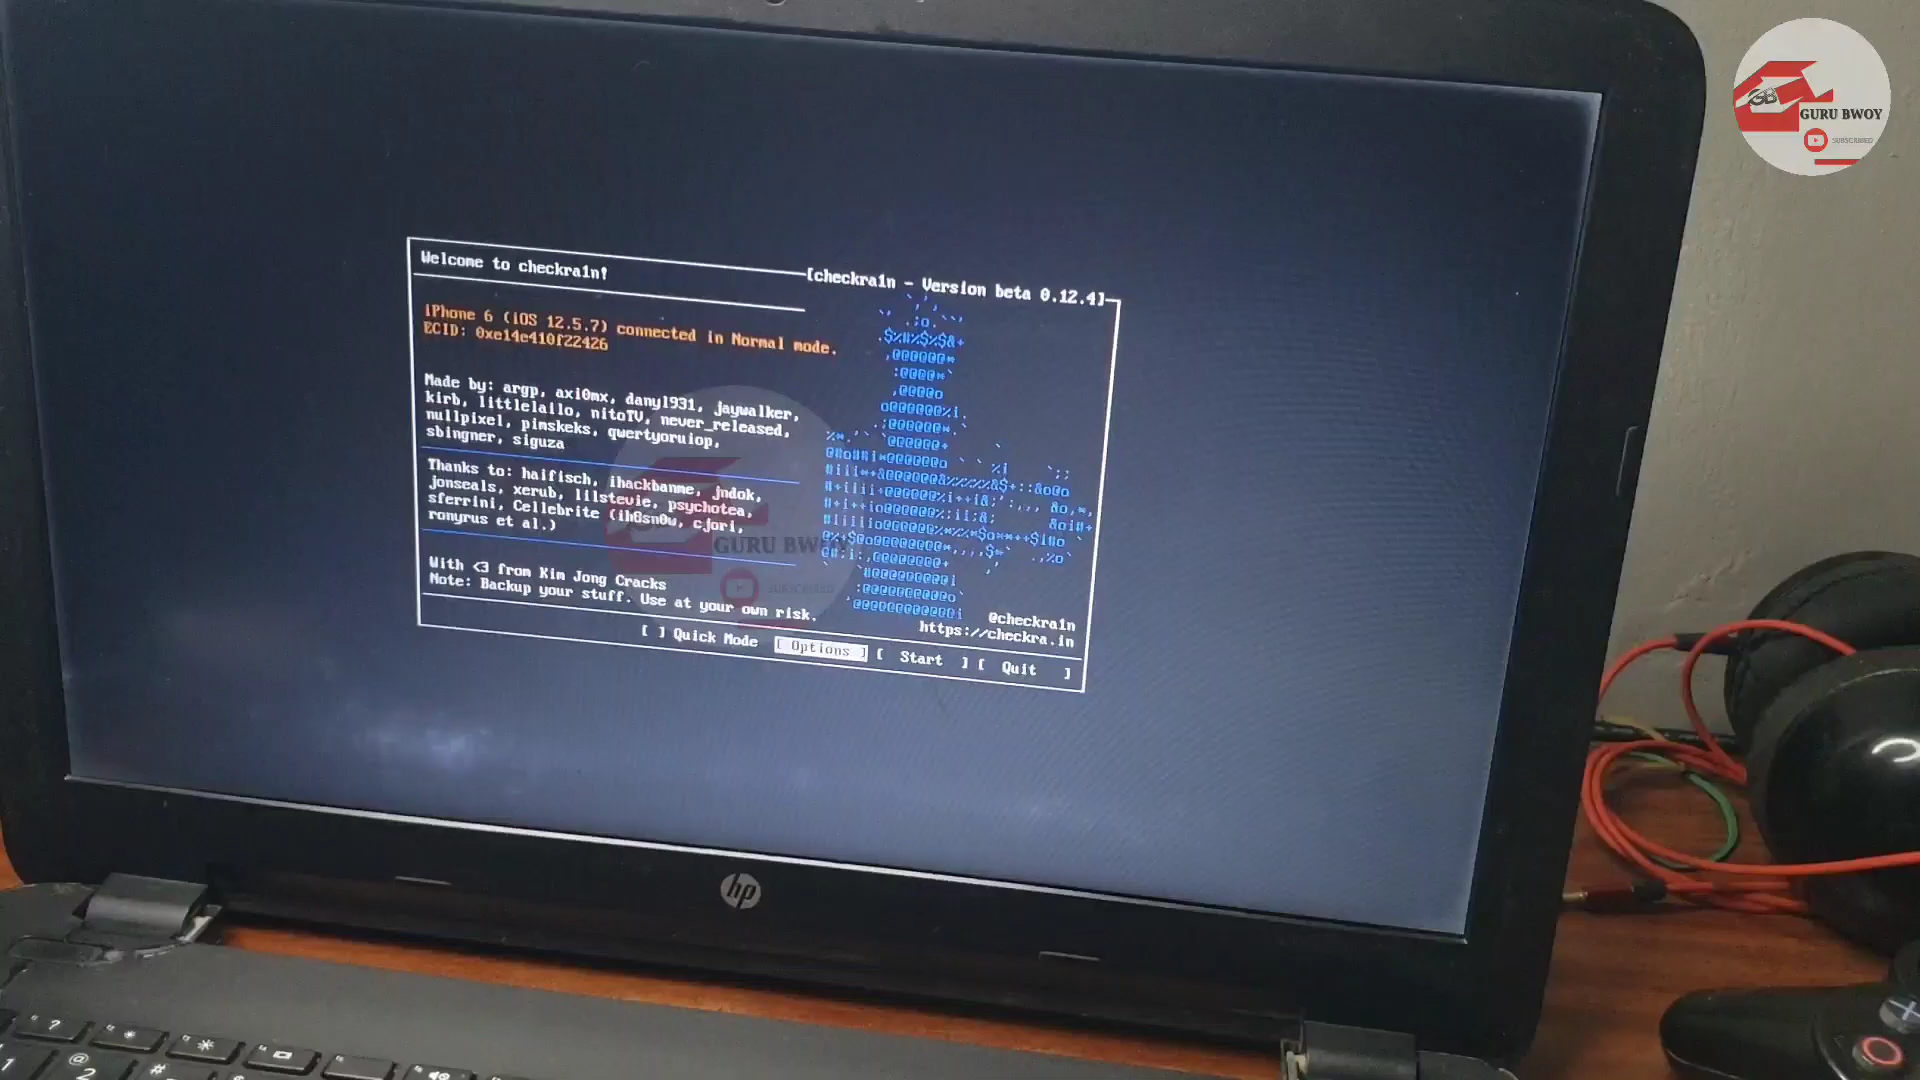 GURU BWOY
SUBSCRIBED
Welcome to checkra1n!
[checkra1n - Version beta 0.12.4]
iPhone 6 (iOS 12.5.7) connected in Normal mode.
ECID: 0xe14e410f22426
Made by: argp, axi0mx, danyl931, jaywalker,
kirb, littlelailo, nitoTV, never_released,
nullpixel, pimskeks, qwertyoruiop,
sbingner, siguza
Thanks to: haifisch, ihackbanme, jndok,
jonseals, xerub, lilstevie, psychotea,
sferrini, Cellebrite (ih8sn0w, cjori,
ronyrus et al.)
GURU BWOY
SUBSCRIBED
With <3 from Kim Jong Cracks
Note: Backup your stuff. Use at your own risk.
@checkra1n
https://checkra.in
[ ] Quick Mode [ Options ] [ Start ] [ Quit ]
hp